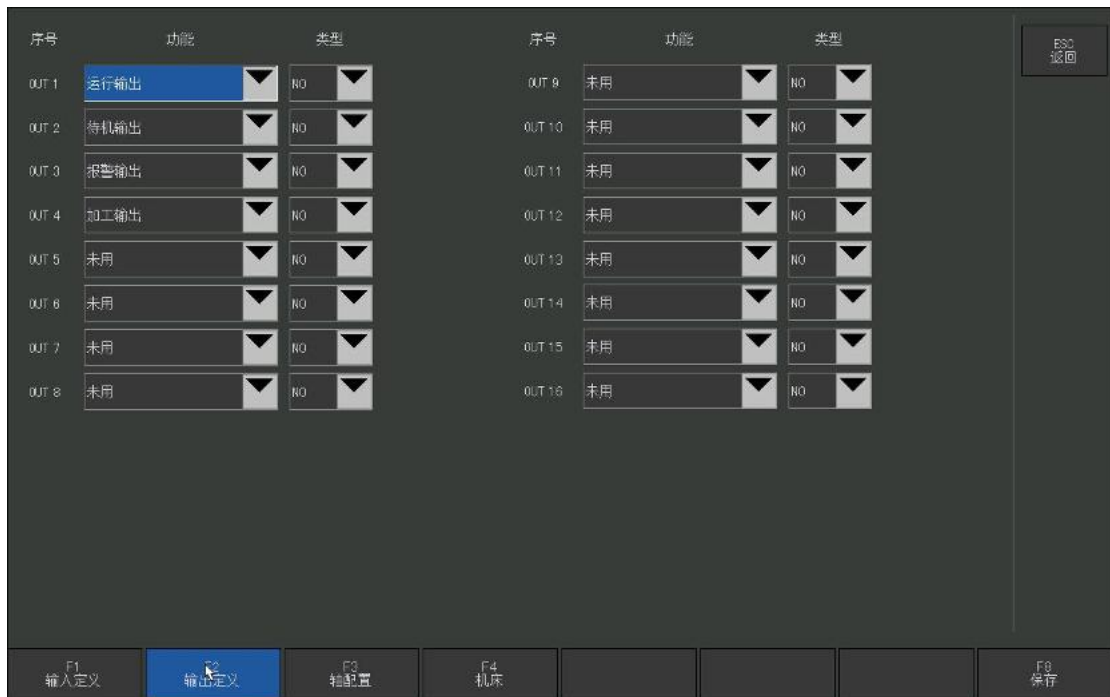 序号 功能 类型 序号 功能 类型
ESC
返回
OUT 1 运行输出 NO OUT 9 未用 NO
OUT 2 待机输出 NO OUT 10 未用 NO
OUT 3 报警输出 NO OUT 11 未用 NO
OUT 4 加工输出 NO OUT 12 未用 NO
OUT 5 未用 NO OUT 13 未用 NO
OUT 6 未用 NO OUT 14 未用 NO
OUT 7 未用 NO OUT 15 未用 NO
OUT 8 未用 NO OUT 16 未用 NO
F1 F2 F3 F4 F8
输入定义 输出定义 轴配置 机床 保存